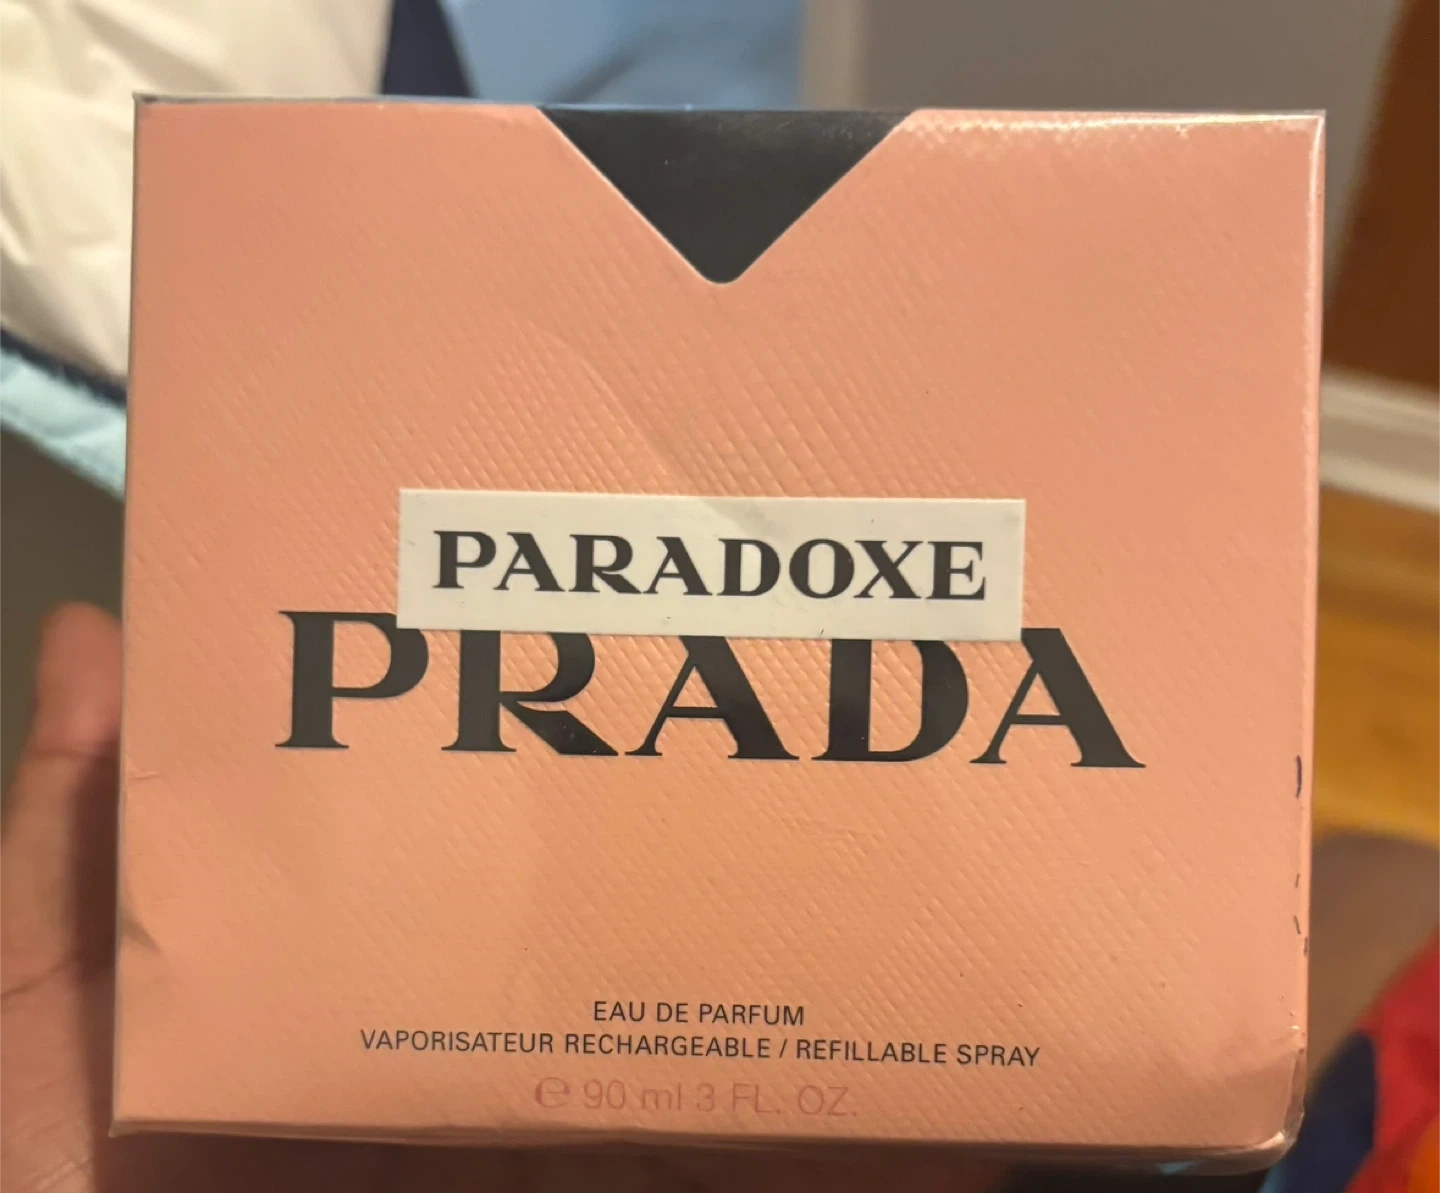 PARADOXE
PRADA
EAU DE PARFUM
VAPORISATEUR RECHARGEABLE / REFILLABLE SPRAY
℮ 90 ml 3 FL. OZ.